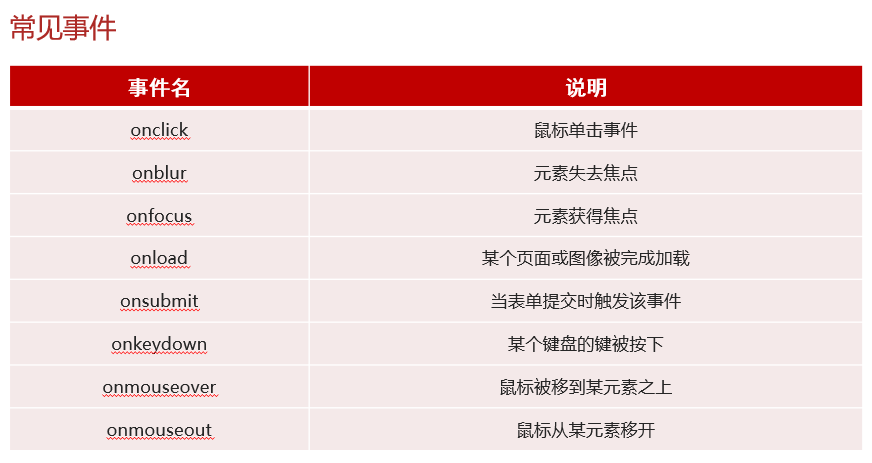 常见事件
事件名 说明
onclick 鼠标单击事件
onblur 元素失去焦点
onfocus 元素获得焦点
onload 某个页面或图像被完成加载
onsubmit 当表单提交时触发该事件
onkeydown 某个键盘的键被按下
onmouseover 鼠标被移到某元素之上
onmouseout 鼠标从某元素移开